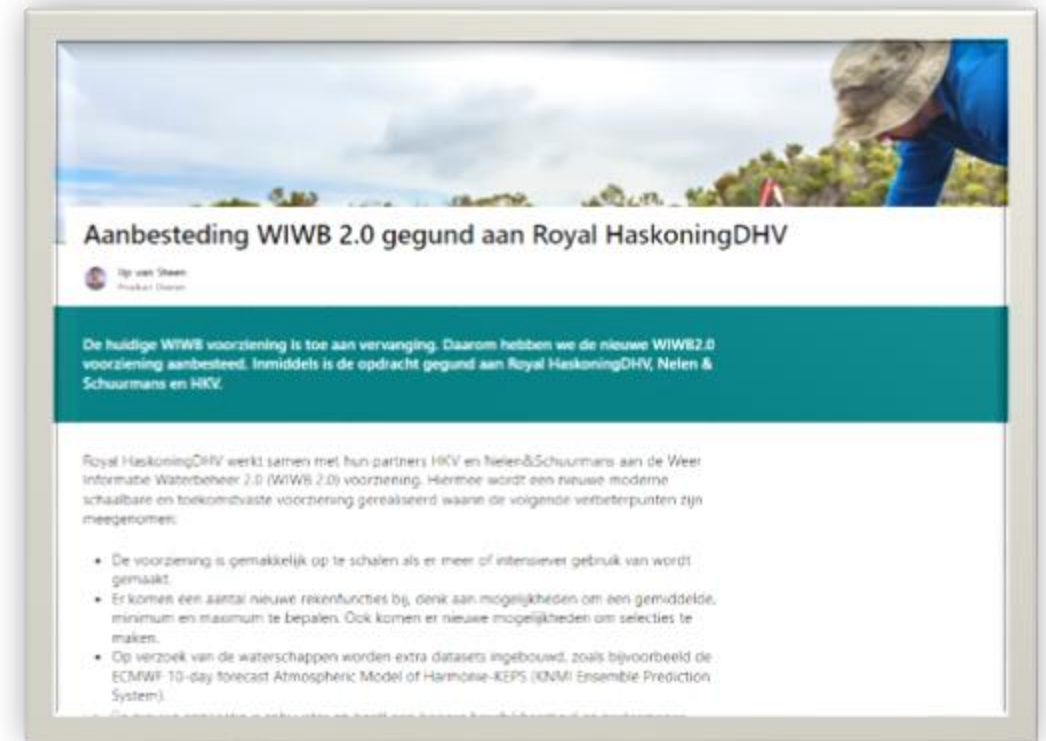 Aanbesteding WIWB 2.0 gegund aan Royal HaskoningDHV
van Steen
Product Owner
De huidige WIWB voorziening is toe aan vervanging. Daarom hebben we de nieuwe WIWB2.0
voorziening aanbesteed. Inmiddels is de opdracht gegund aan Royal HaskoningDHV, Nelen &
Schuurmans en HKV.
Royal HaskoningDHV werkt samen met hun partners HKV en Nelen&Schuurmans aan de Weer
Informatie Waterbeheer 2.0 (WIWB 2.0) voorziening. Hiermee wordt een nieuwe moderne
schaalbare en toekomstvaste voorziening gerealiseerd waarin de volgende verbeterpunten zijn
meegenomen:
• De voorziening is gemakkelijk op te schalen als er meer of intensiever gebruik van wordt
gemaakt.
• Er komen een aantal nieuwe rekenfuncties bij, denk aan mogelijkheden om een gemiddelde,
minimum en maximum te bepalen. Ook komen er nieuwe mogelijkheden om selecties te
maken.
• Op verzoek van de waterschappen worden extra datasets ingebouwd, zoals bijvoorbeeld de
ECMWF 10-day forecast Atmospheric Model of Harmonie-KEPS (KNMI Ensemble Prediction
System).